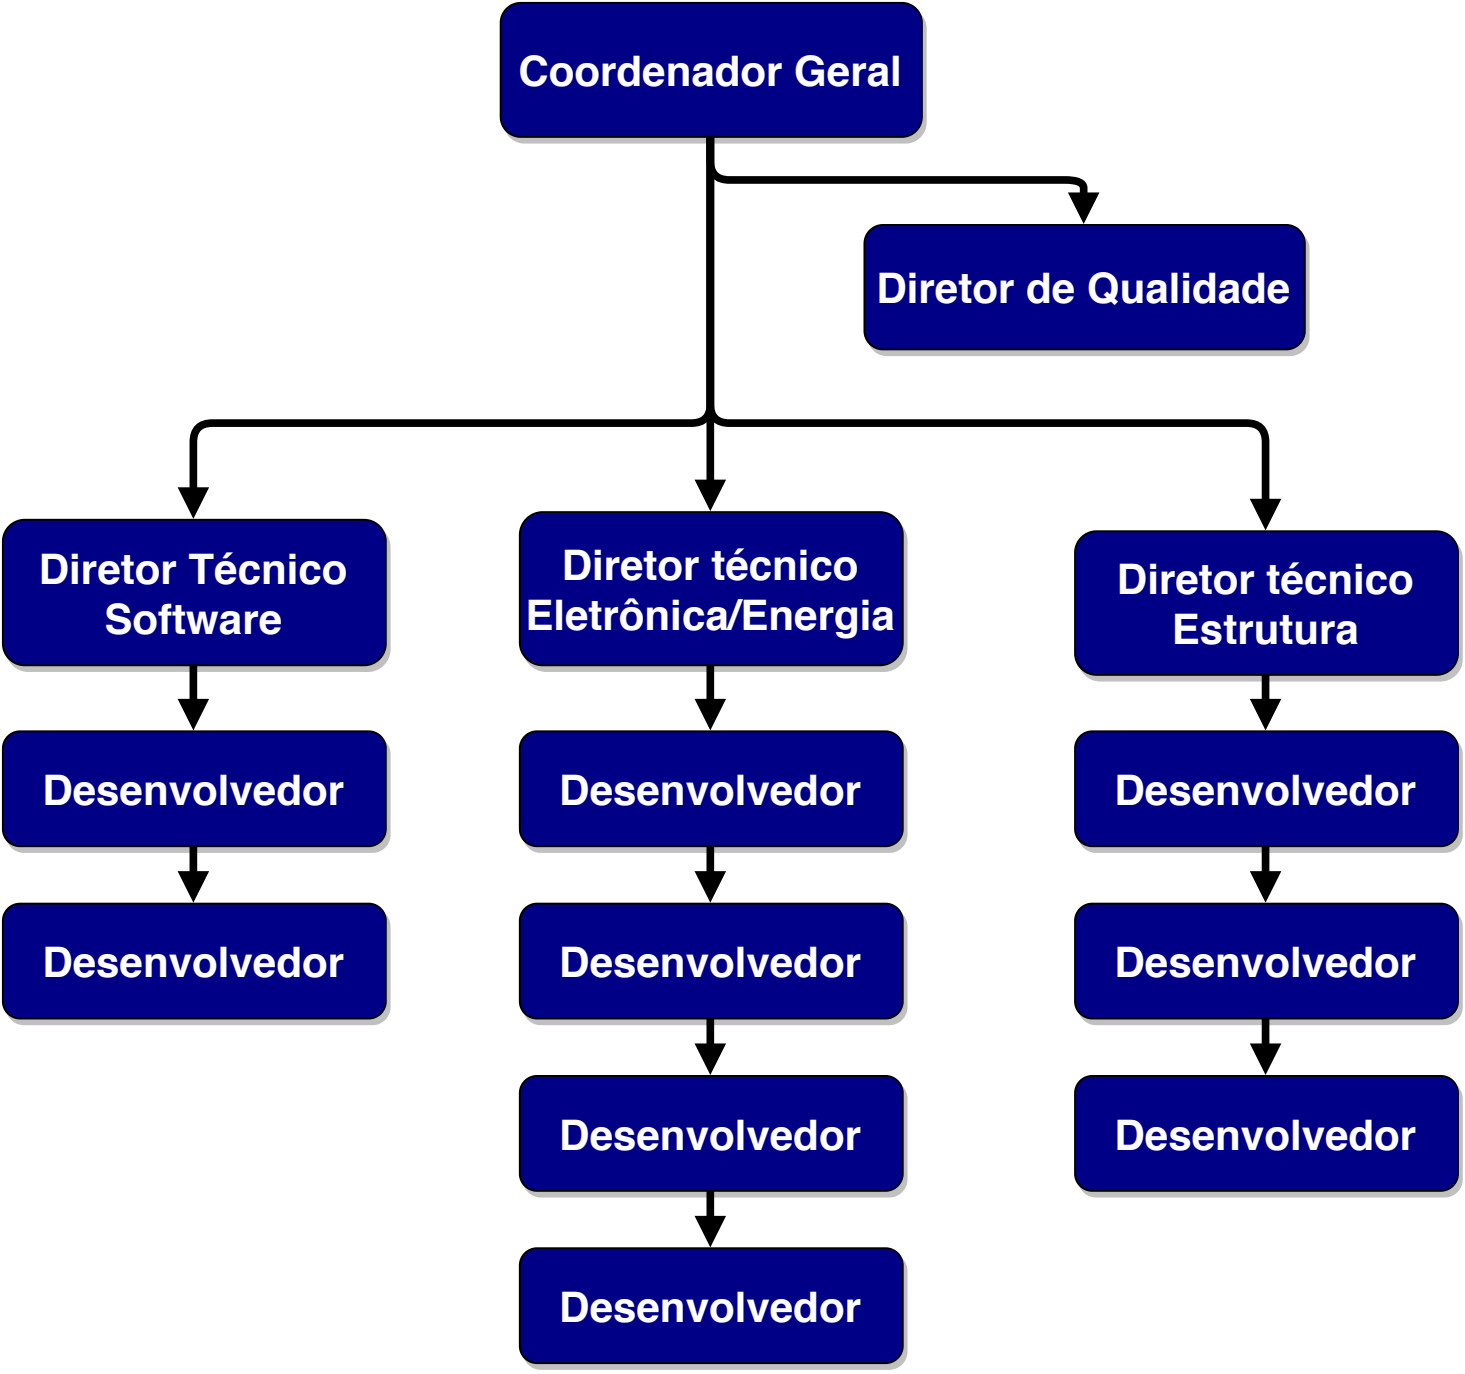 Coordenador Geral
Diretor de Qualidade
Diretor Técnico
Software
Diretor técnico
Eletrônica/Energia
Diretor técnico
Estrutura
Desenvolvedor
Desenvolvedor
Desenvolvedor
Desenvolvedor
Desenvolvedor
Desenvolvedor
Desenvolvedor
Desenvolvedor
Desenvolvedor